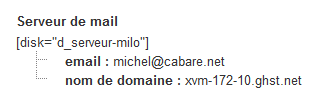 Serveur de mail
[disk="d_serveur-milo"]
email : michel@cabare.net
nom de domaine : xvm-172-10.ghst.net